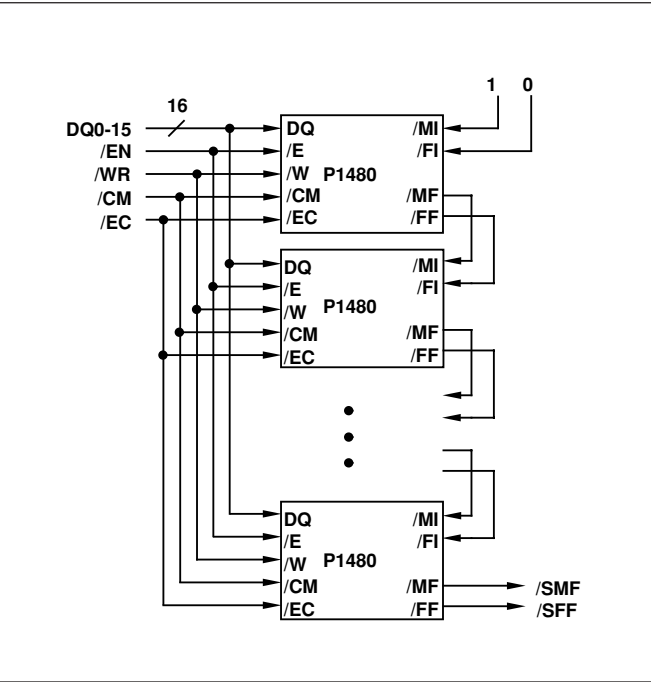 1 0
16
DQ0-15
/EN
/WR
/CM
/EC
DQ /MI
/E /FI
/W P1480
/CM /MF
/EC /FF
DQ /MI
/E /FI
/W P1480
/CM /MF
/EC /FF
DQ /MI
/E /FI
/W P1480
/CM /MF
/EC /FF
/SMF
/SFF